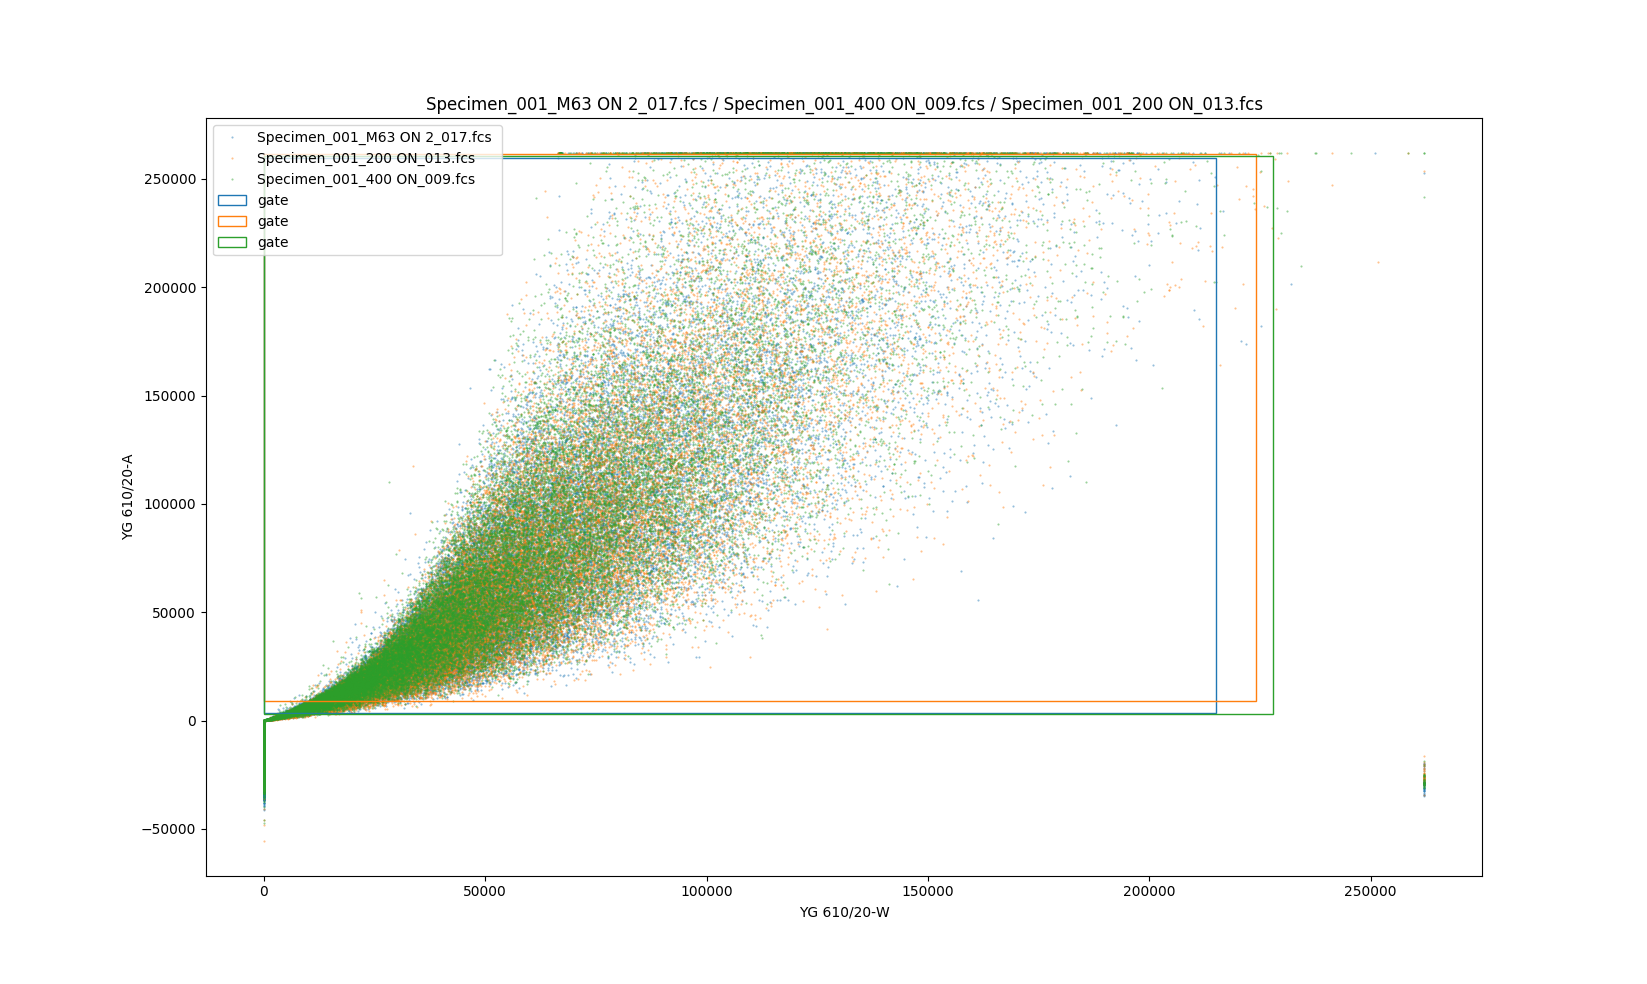 Specimen_001_M63 ON 2_017.fcs / Specimen_001_400 ON_009.fcs / Specimen_001_200 ON_013.fcs
Specimen_001_M63 ON 2_017.fcs
Specimen_001_200 ON_013.fcs
Specimen_001_400 ON_009.fcs
gate
gate
gate
250000
200000
150000
100000
50000
0
−50000
YG 610/20-A
0
50000
100000
150000
200000
250000
YG 610/20-W